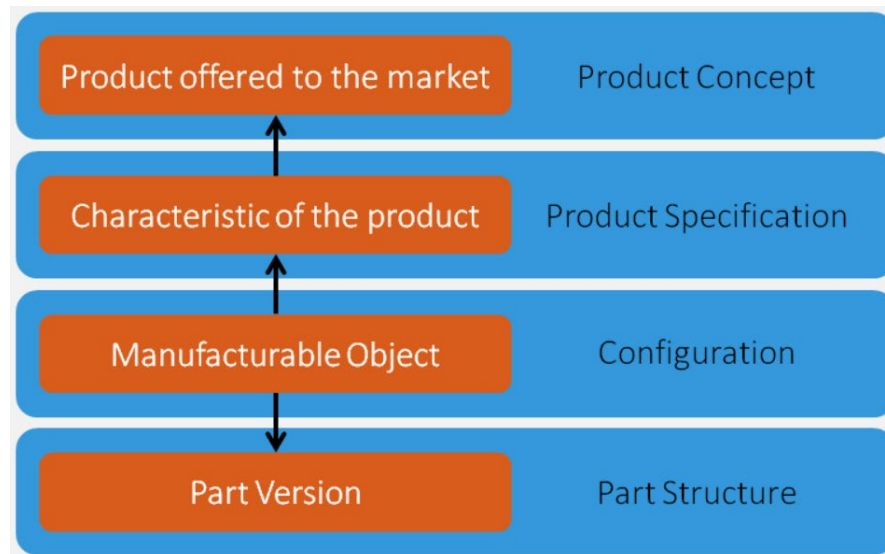 Product offered to the market
Product Concept
Characteristic of the product
Product Specification
Manufacturable Object
Configuration
Part Version
Part Structure